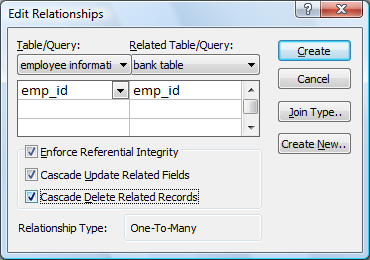 Edit Relationships
Table/Query: Related Table/Query:
employee informati bank table
emp_id emp_id
Enforce Referential Integrity
Cascade Update Related Fields
Cascade Delete Related Records
Relationship Type: One-To-Many
Create
Cancel
Join Type..
Create New..